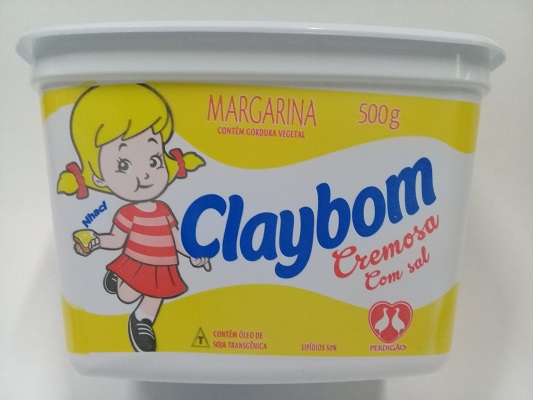 MARGARINA
500g
CONTÉM GORDURA VEGETAL
Nhac!
Claybom
Cremosa
Com sal
T
CONTÉM ÓLEO DE
SOJA TRANSGÊNICA
LIPÍDIOS 52%
PERDIGÃO